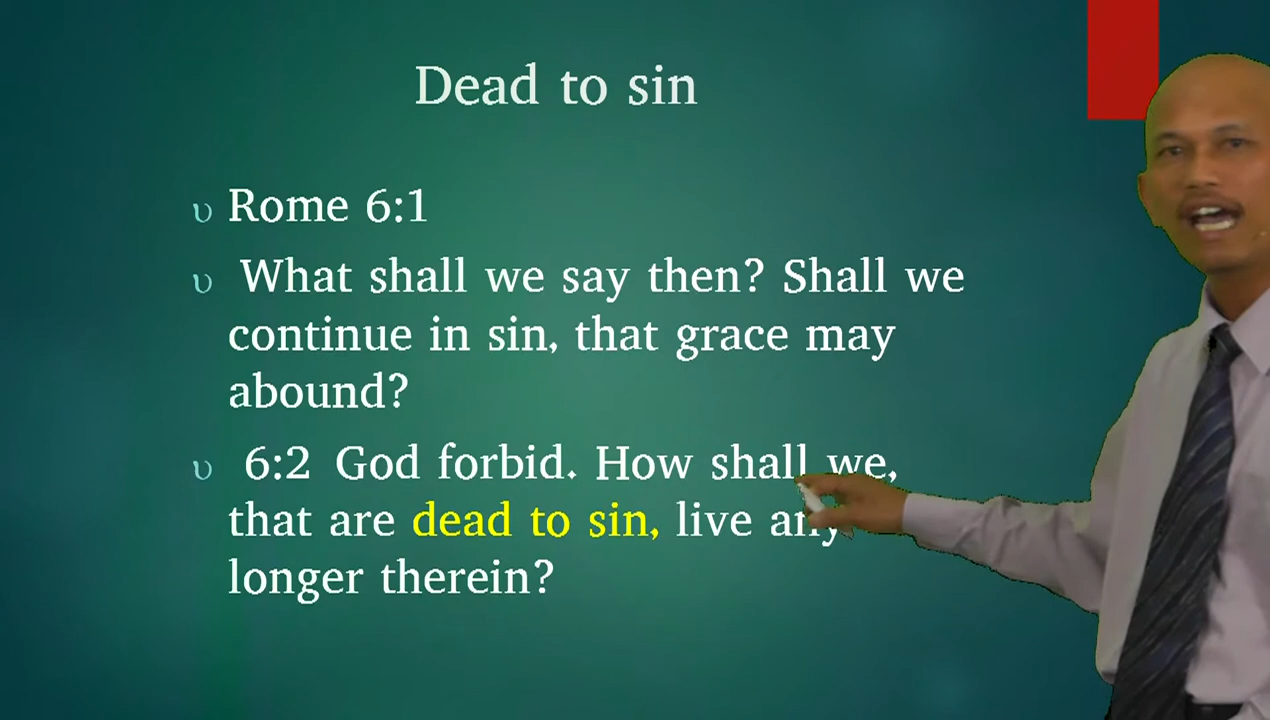 Dead to sin
Rome 6:1
What shall we say then? Shall we
continue in sin, that grace may
abound?
6:2 God forbid. How shall we,
that are dead to sin, live any
longer therein?